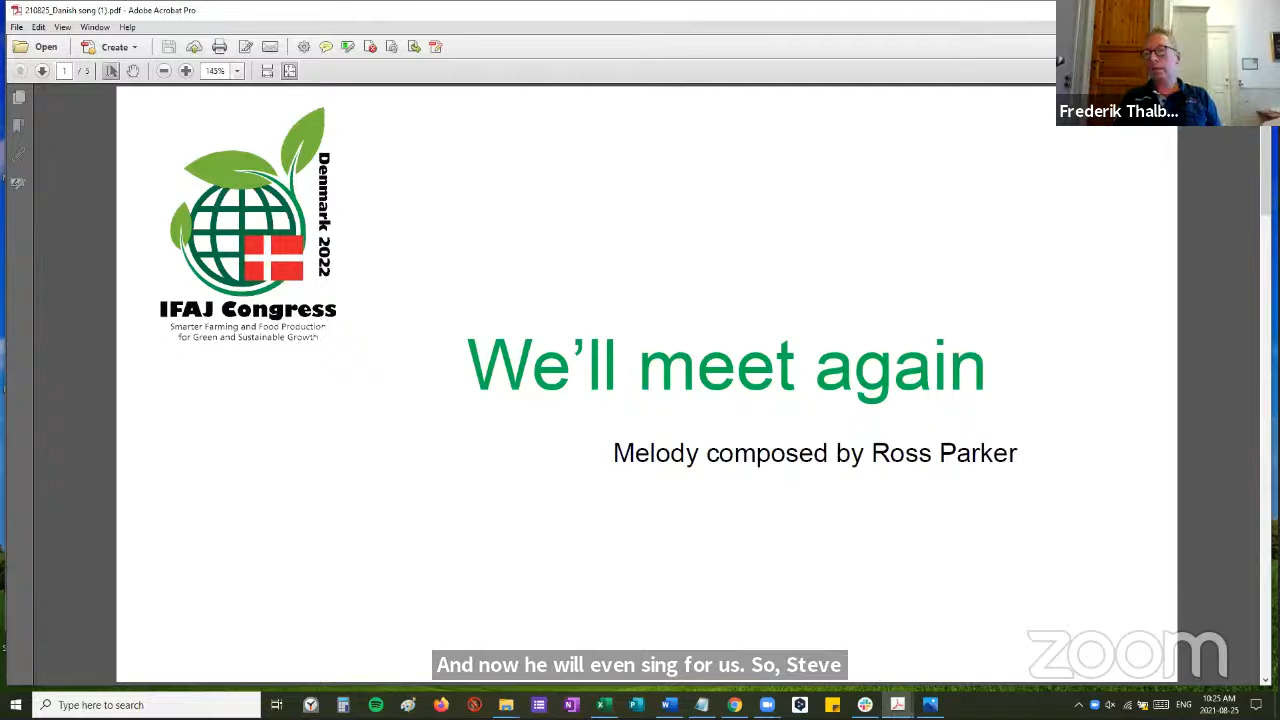 210825_Danish song (1).pdf - Adobe Acrobat Pro
File Edit View Window Help
Open Create
1 / 5 145%
Frederik Thalb...
Denmark 2022
IFAJ Congress
Smarter Farming and Food Production
for Green and Sustainable Growth
We'll meet again
Melody composed by Ross Parker
And now he will even sing for us. So, Steve
zoom
Type here to search
ENG
10:25 AM
2021-08-25